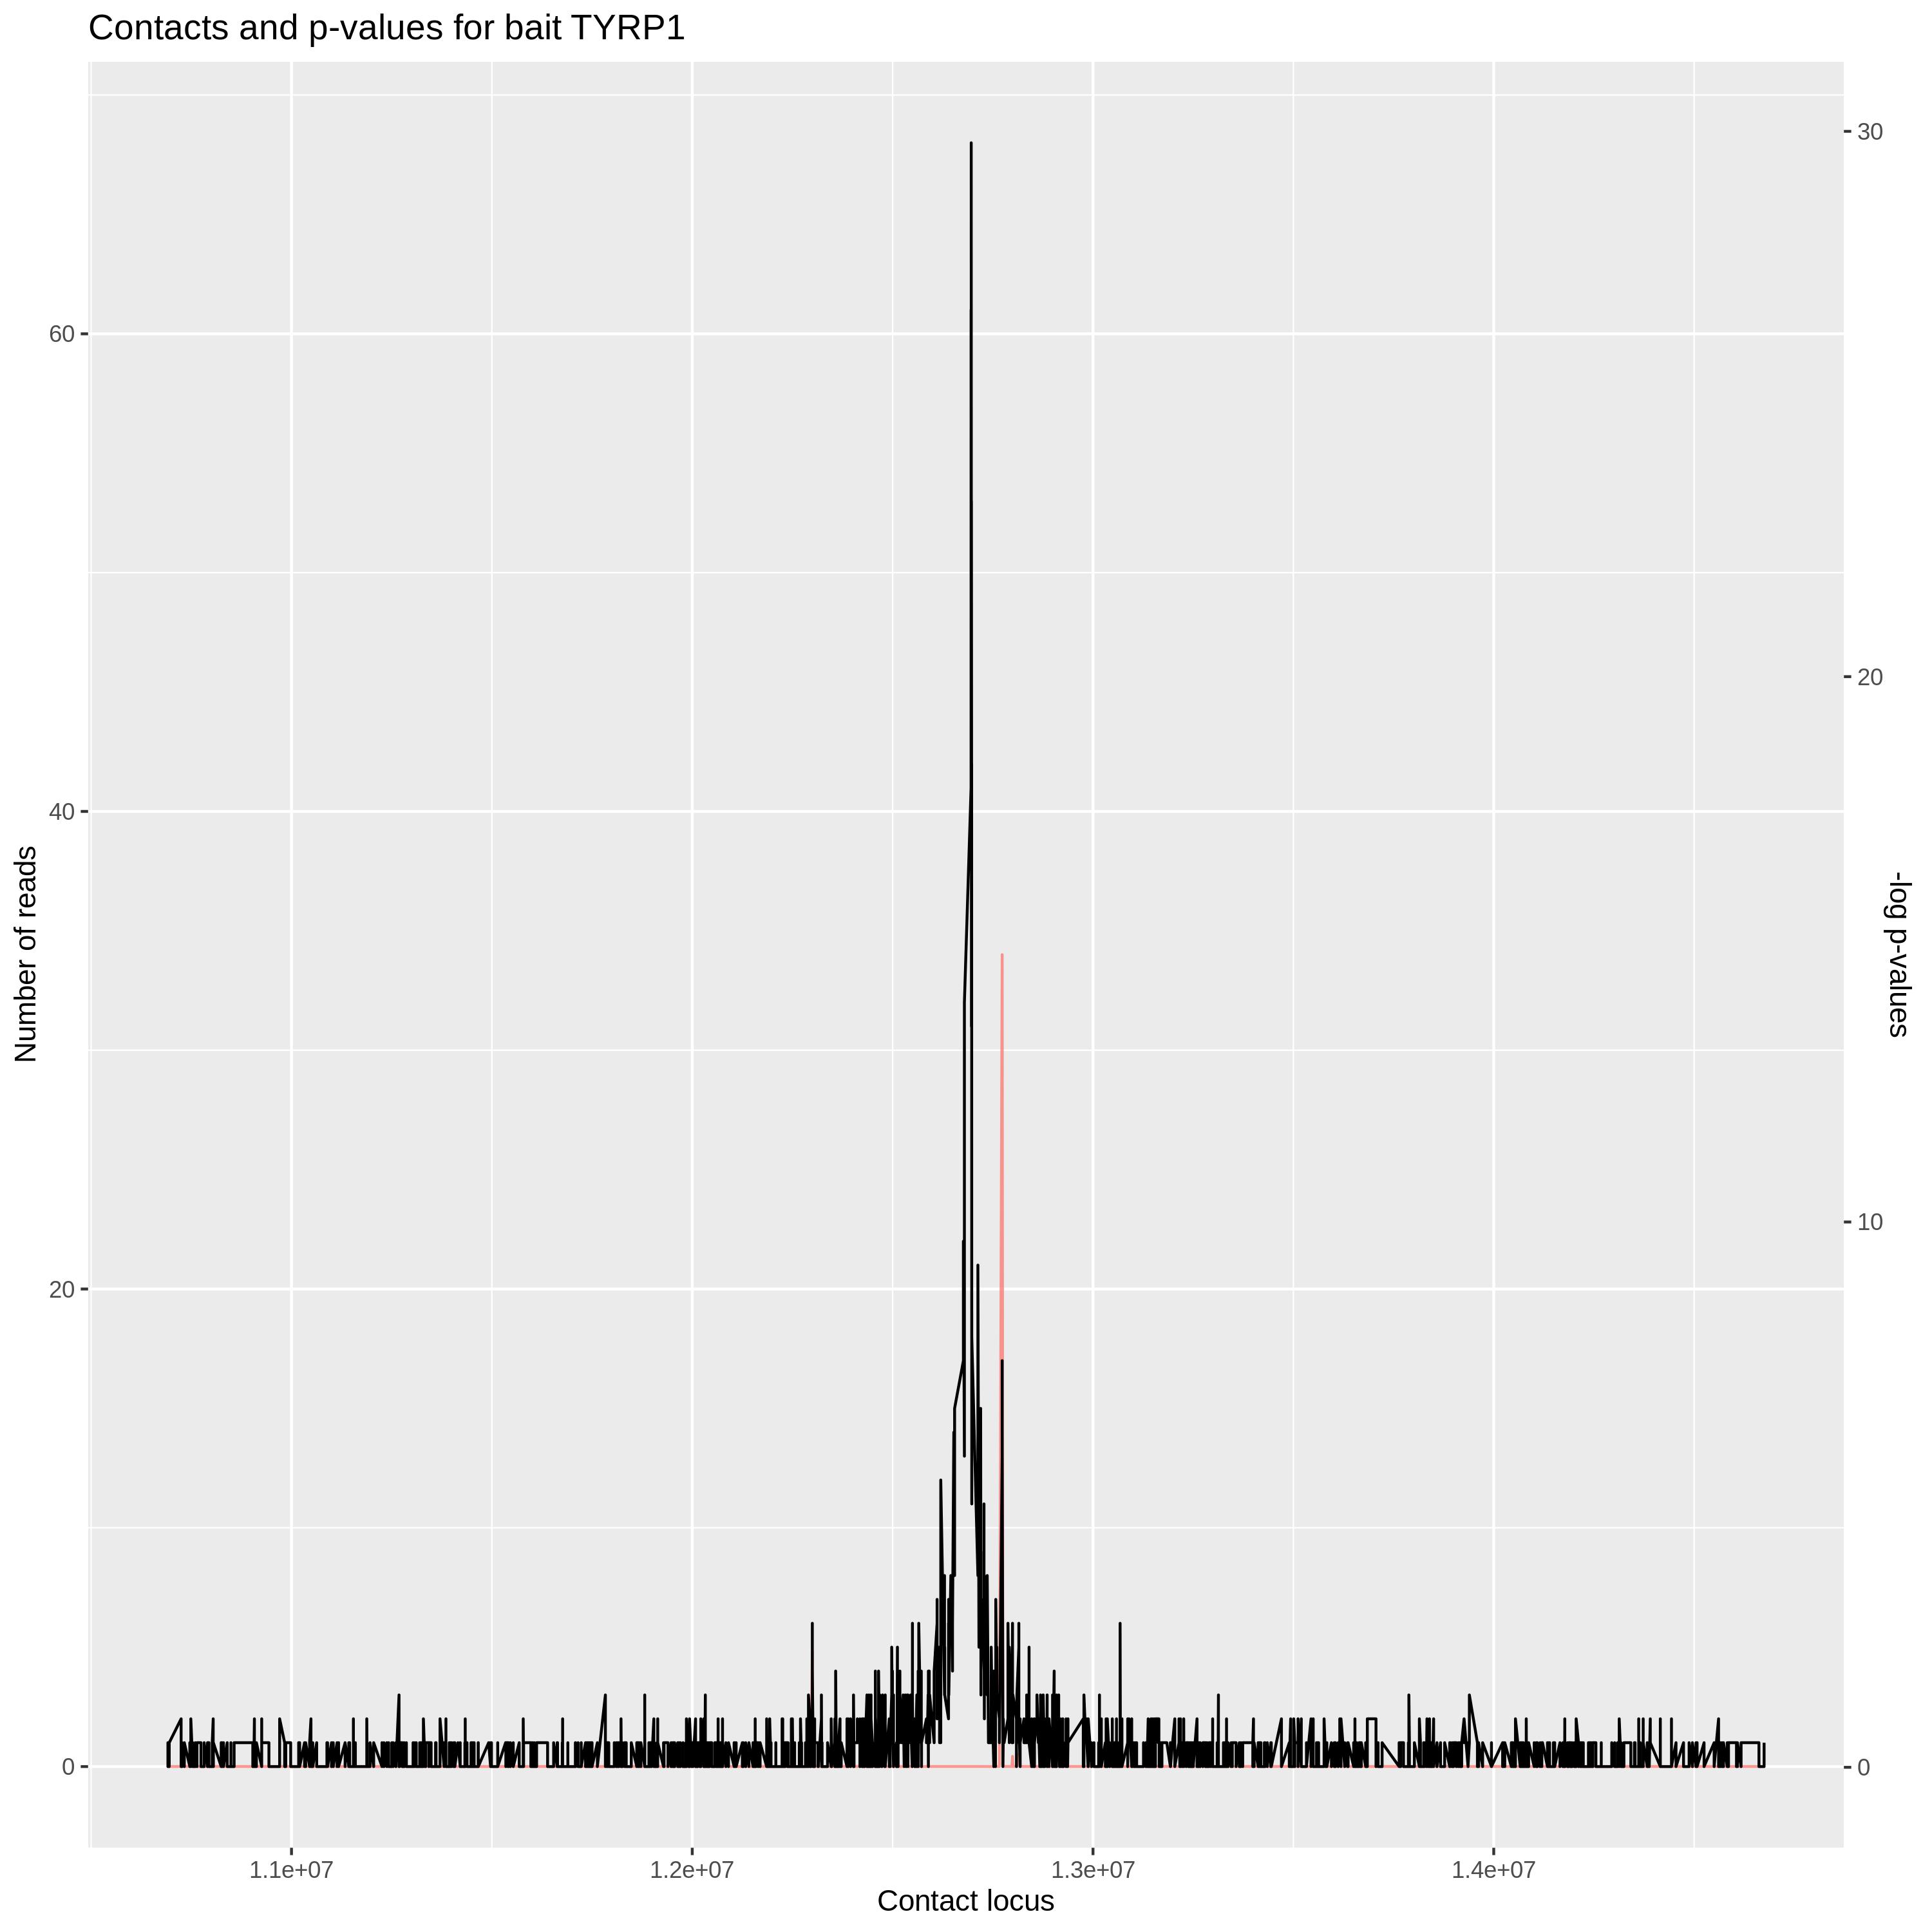 Contacts and p-values for bait TYRP1
30
60
20
40
Number of reads
-log p-values
10
20
0
0
1.1e+07 1.2e+07 1.3e+07 1.4e+07
Contact locus